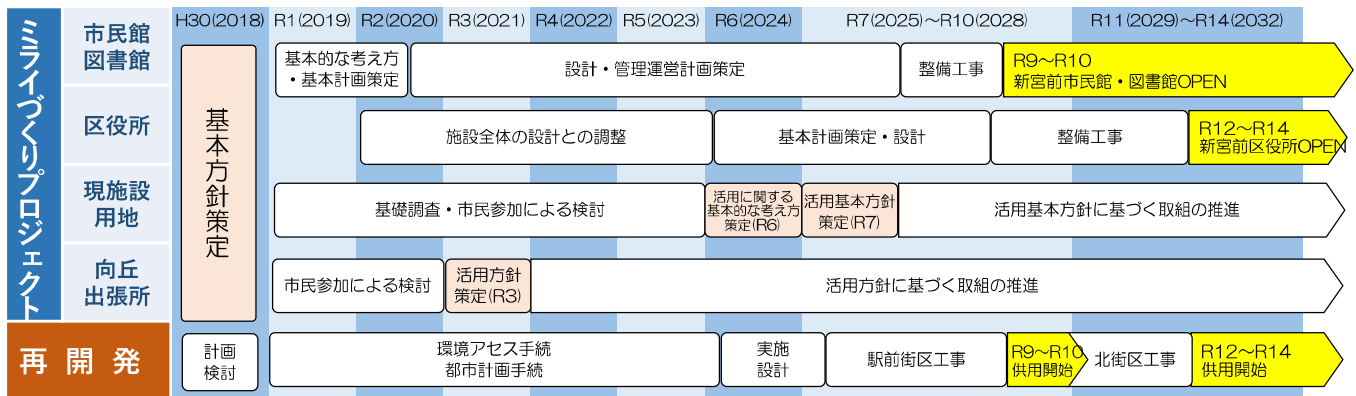 H30(2018) R1(2019) R2(2020) R3(2021) R4(2022) R5(2023) R6(2024) R7(2025)～R10(2028) R11(2029)～R14(2032)
ミライづくりプロジェクト
基本方針策定
市民館
図書館
基本的な考え方
・基本計画策定
設計・管理運営計画策定
整備工事
R9～R10
新宮前市民館・図書館OPEN
区役所
施設全体の設計との調整
基本計画策定・設計
整備工事
R12～R14
新宮前区役所OPEN
現施設
用地
基礎調査・市民参加による検討
活用に関する
基本的な考え方
策定(R6)
活用基本方針
策定(R7)
活用基本方針に基づく取組の推進
向丘
出張所
市民参加による検討
活用方針
策定(R3)
活用方針に基づく取組の推進
再開発
計画
検討
環境アセス手続
都市計画手続
実施
設計
駅前街区工事
R9～R10
供用開始
北街区工事
R12～R14
供用開始